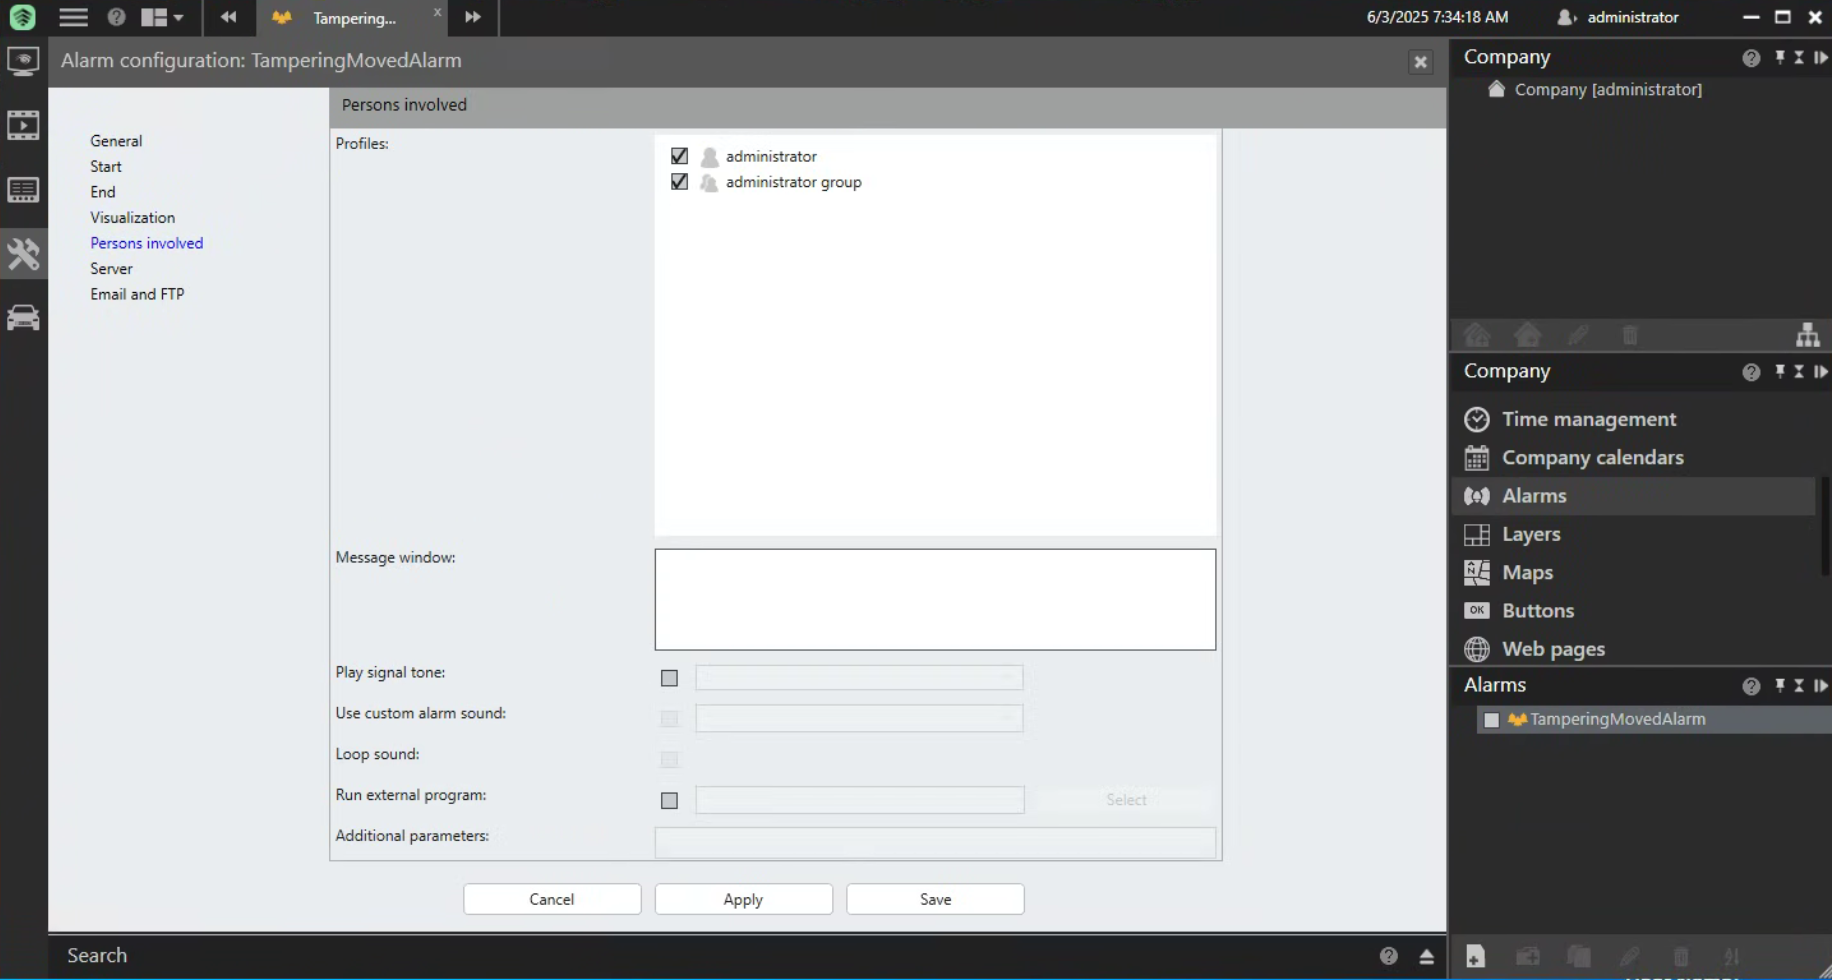 Tampering... x
6/3/2025 7:34:18 AM
administrator
Alarm configuration: TamperingMovedAlarm
General
Start
End
Visualization
Persons involved
Server
Email and FTP
Persons involved
Profiles:
administrator
administrator group
Message window:
Play signal tone:
Use custom alarm sound:
Loop sound:
Run external program:
Select
Additional parameters:
Cancel
Apply
Save
Search
Company
Company [administrator]
Company
Time management
Company calendars
Alarms
Layers
Maps
OK Buttons
Web pages
Alarms
TamperingMovedAlarm